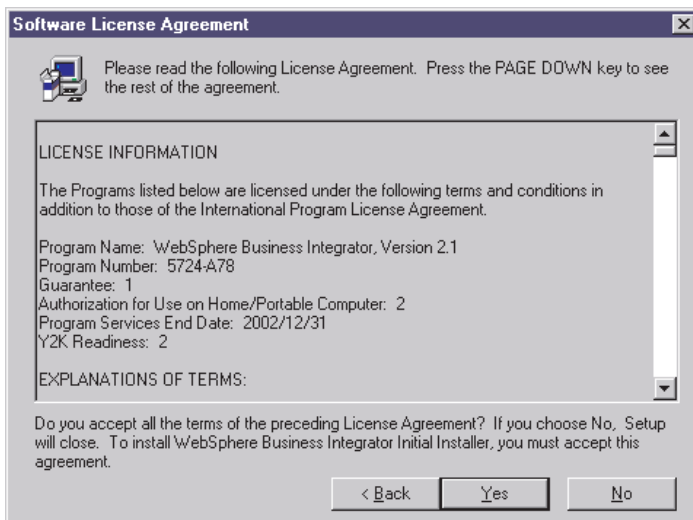 Software License Agreement
Please read the following License Agreement. Press the PAGE DOWN key to see
the rest of the agreement.
LICENSE INFORMATION
The Programs listed below are licensed under the following terms and conditions in
addition to those of the International Program License Agreement.
Program Name: WebSphere Business Integrator, Version 2.1
Program Number: 5724-A78
Guarantee: 1
Authorization for Use on Home/Portable Computer: 2
Program Services End Date: 2002/12/31
Y2K Readiness: 2
EXPLANATIONS OF TERMS:
Do you accept all the terms of the preceding License Agreement? If you choose No, Setup
will close. To install WebSphere Business Integrator Initial Installer, you must accept this
agreement.
< Back Yes No